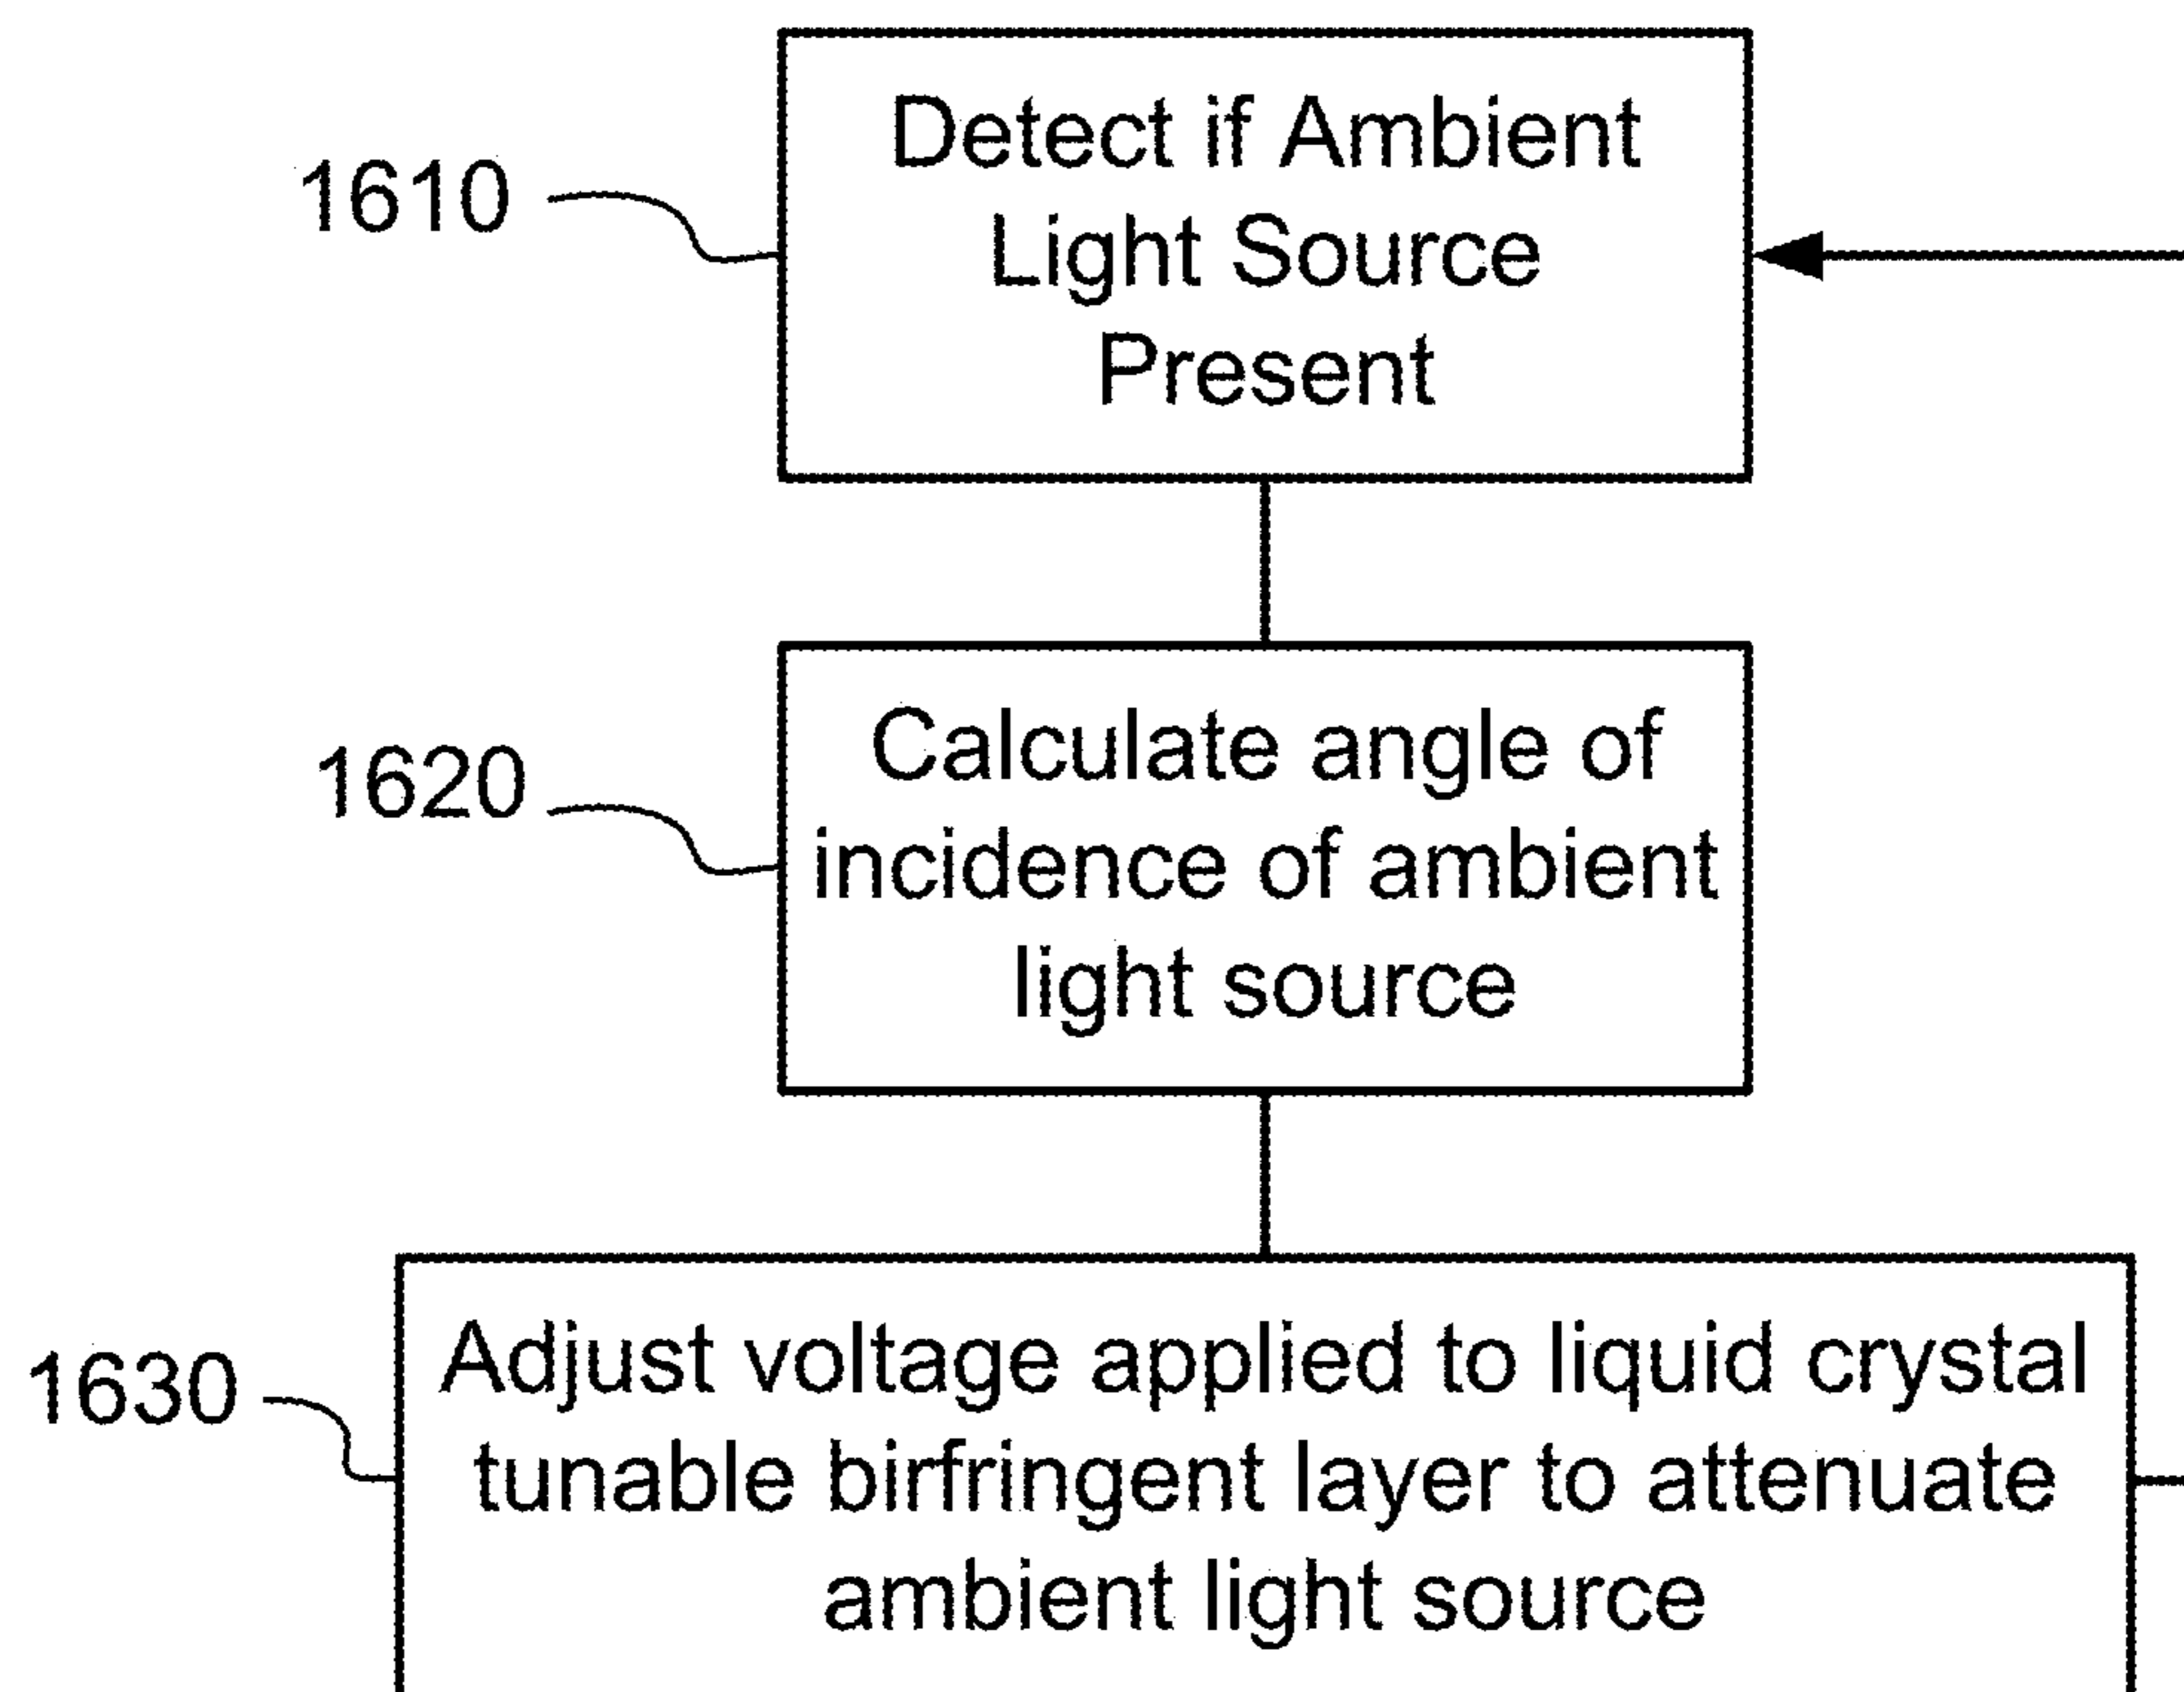 1610
Detect if Ambient
Light Source
Present
1620
Calculate angle of
incidence of ambient
light source
1630
Adjust voltage applied to liquid crystal
tunable birfringent layer to attenuate
ambient light source